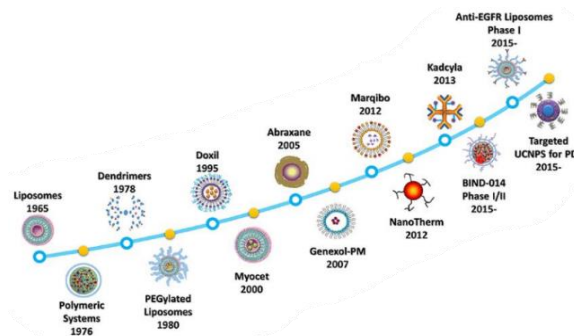 Liposomes
1965
Polymeric
Systems
1976
Dendrimers
1978
PEGylated
Liposomes
1980
Doxil
1995
Myocet
2000
Abraxane
2005
Genexol-PM
2007
Marqibo
2012
NanoTherm
2012
Kadcyla
2013
BIND-014
Phase I/II
2015-
Anti-EGFR Liposomes
Phase I
2015-
Targeted
UCNPS for PD
2015-